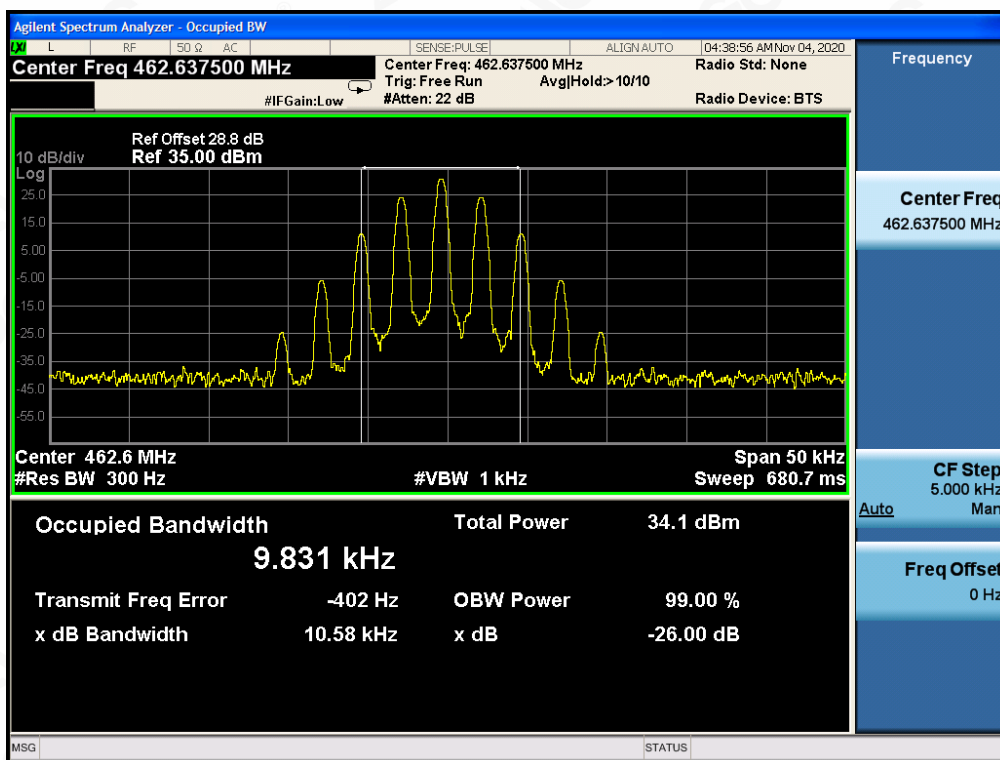 Agilent Spectrum Analyzer - Occupied BW
LXI L RF 50 Ω AC SENSE:PULSE ALIGN AUTO 04:38:56 AM Nov 04, 2020
Center Freq 462.637500 MHz
Center Freq: 462.637500 MHz
Radio Std: None
Trig: Free Run Avg|Hold:> 10/10
#IFGain:Low
#Atten: 22 dB
Radio Device: BTS
Ref Offset 28.8 dB
10 dB/div Ref 35.00 dBm
Log
25.0
15.0
5.00
-5.00
-15.0
-25.0
-35.0
-45.0
-55.0
Center 462.6 MHz Span 50 kHz
#Res BW 300 Hz #VBW 1 kHz Sweep 680.7 ms
Occupied Bandwidth Total Power 34.1 dBm
9.831 kHz
Transmit Freq Error -402 Hz OBW Power 99.00 %
x dB Bandwidth 10.58 kHz x dB -26.00 dB
MSG STATUS
Frequency
Center Freq
462.637500 MHz
CF Step
5.000 kHz
Auto Man
Freq Offset
0 Hz